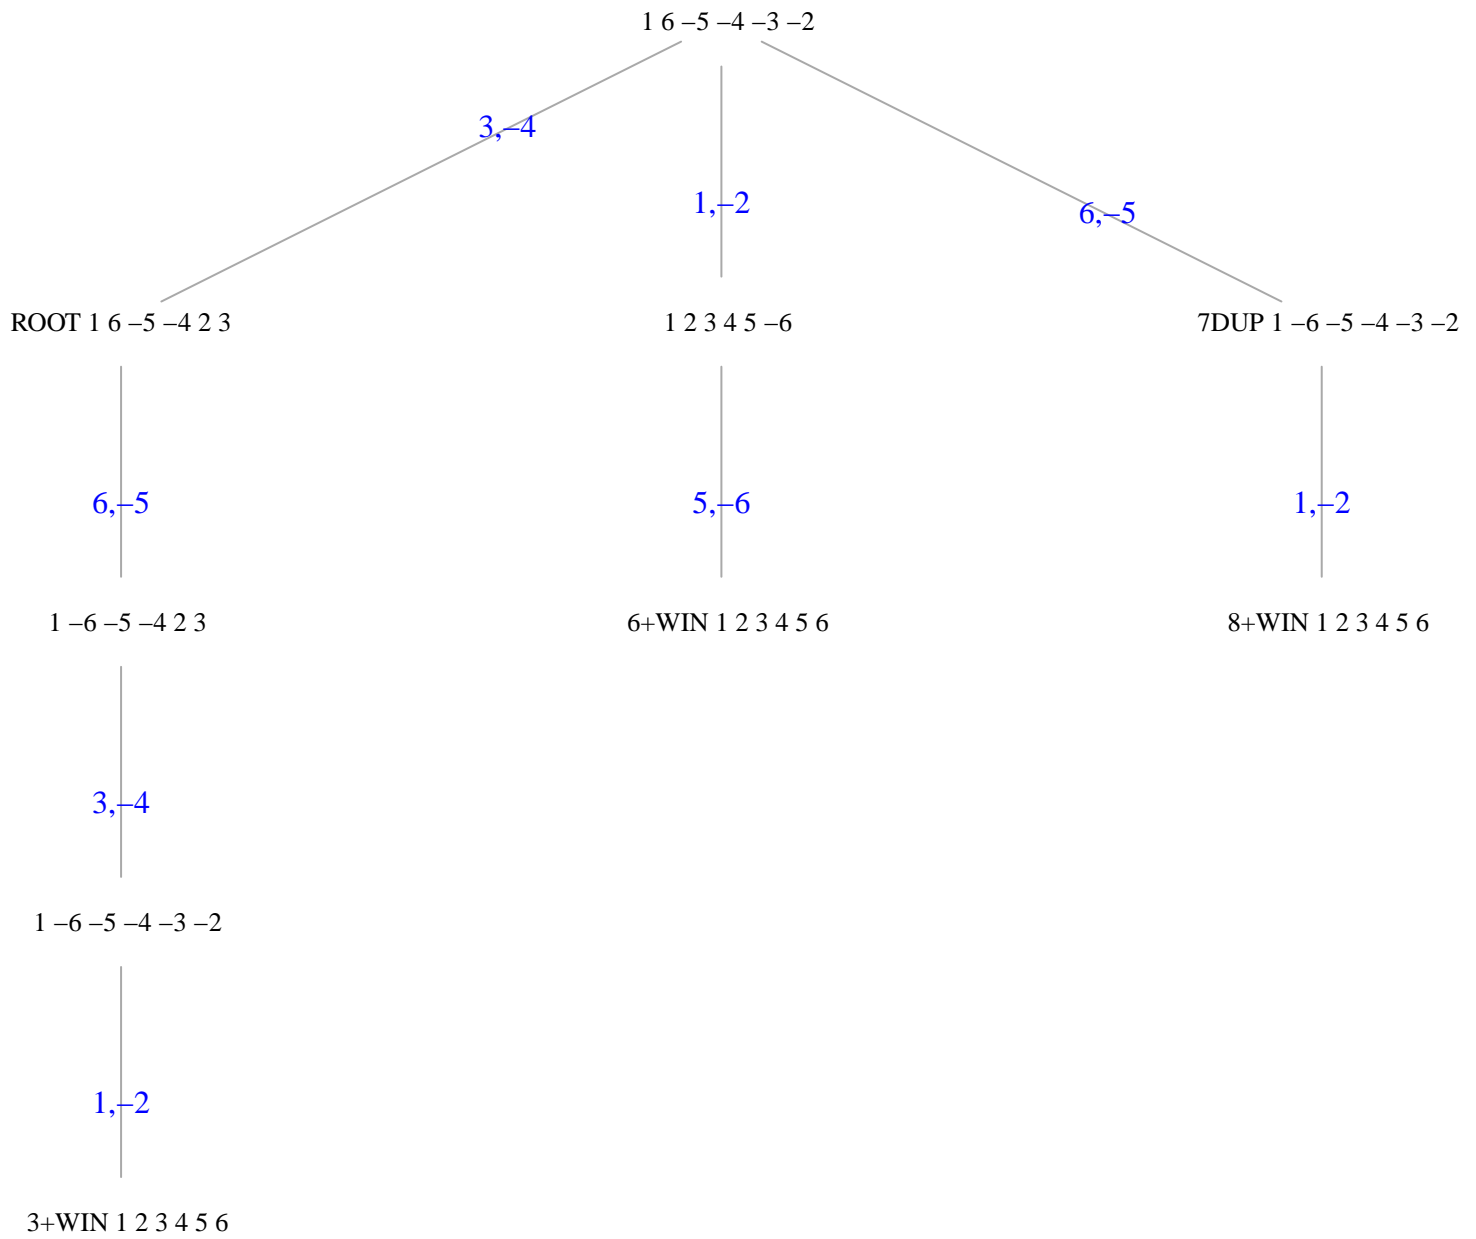 1 6 –5 –4 –3 –2
3,–4
1,–2
6,–5
ROOT 1 6 –5 –4 2 3
1 2 3 4 5 –6
7DUP 1 –6 –5 –4 –3 –2
6,–5
5,–6
1,–2
1 –6 –5 –4 2 3
6+WIN 1 2 3 4 5 6
8+WIN 1 2 3 4 5 6
3,–4
1 –6 –5 –4 –3 –2
1,–2
3+WIN 1 2 3 4 5 6